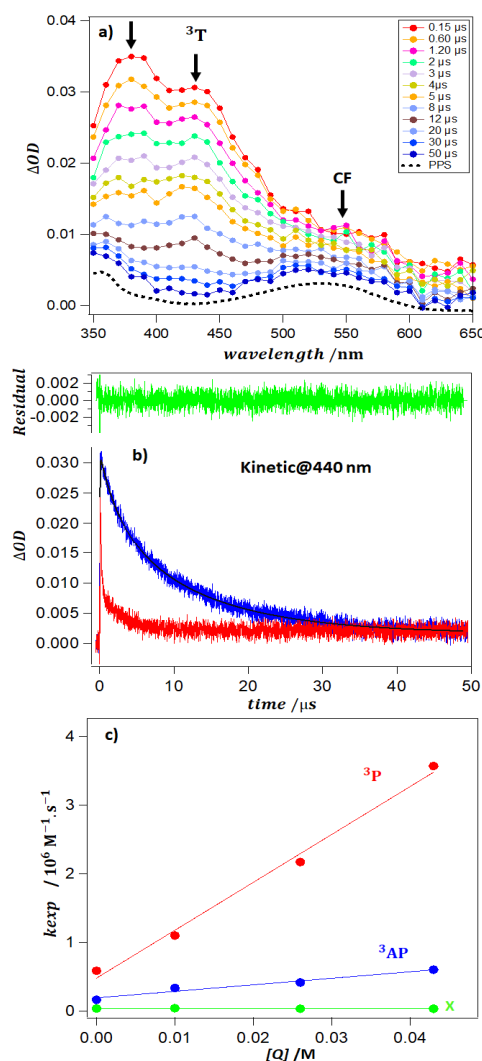 0.04
0.03
0.02
0.01
0.00
ΔOD
a)
³T
CF
0.15 µs
0.60 µs
1.20 µs
2 µs
3 µs
4µs
5 µs
8 µs
12 µs
20 µs
30 µs
50 µs
PPS
350
400
450
500
550
600
650
wavelength /nm
Residual
0.002
0.000
-0.002
b)
Kinetic@440 nm
ΔOD
0.030
0.025
0.020
0.015
0.010
0.005
0.000
0
10
20
30
40
50
time /µs
c)
kexp / 10⁶ M⁻¹.s⁻¹
4
3
2
1
0
³P
³AP
X
0.00
0.01
0.02
0.03
0.04
[Q] /M